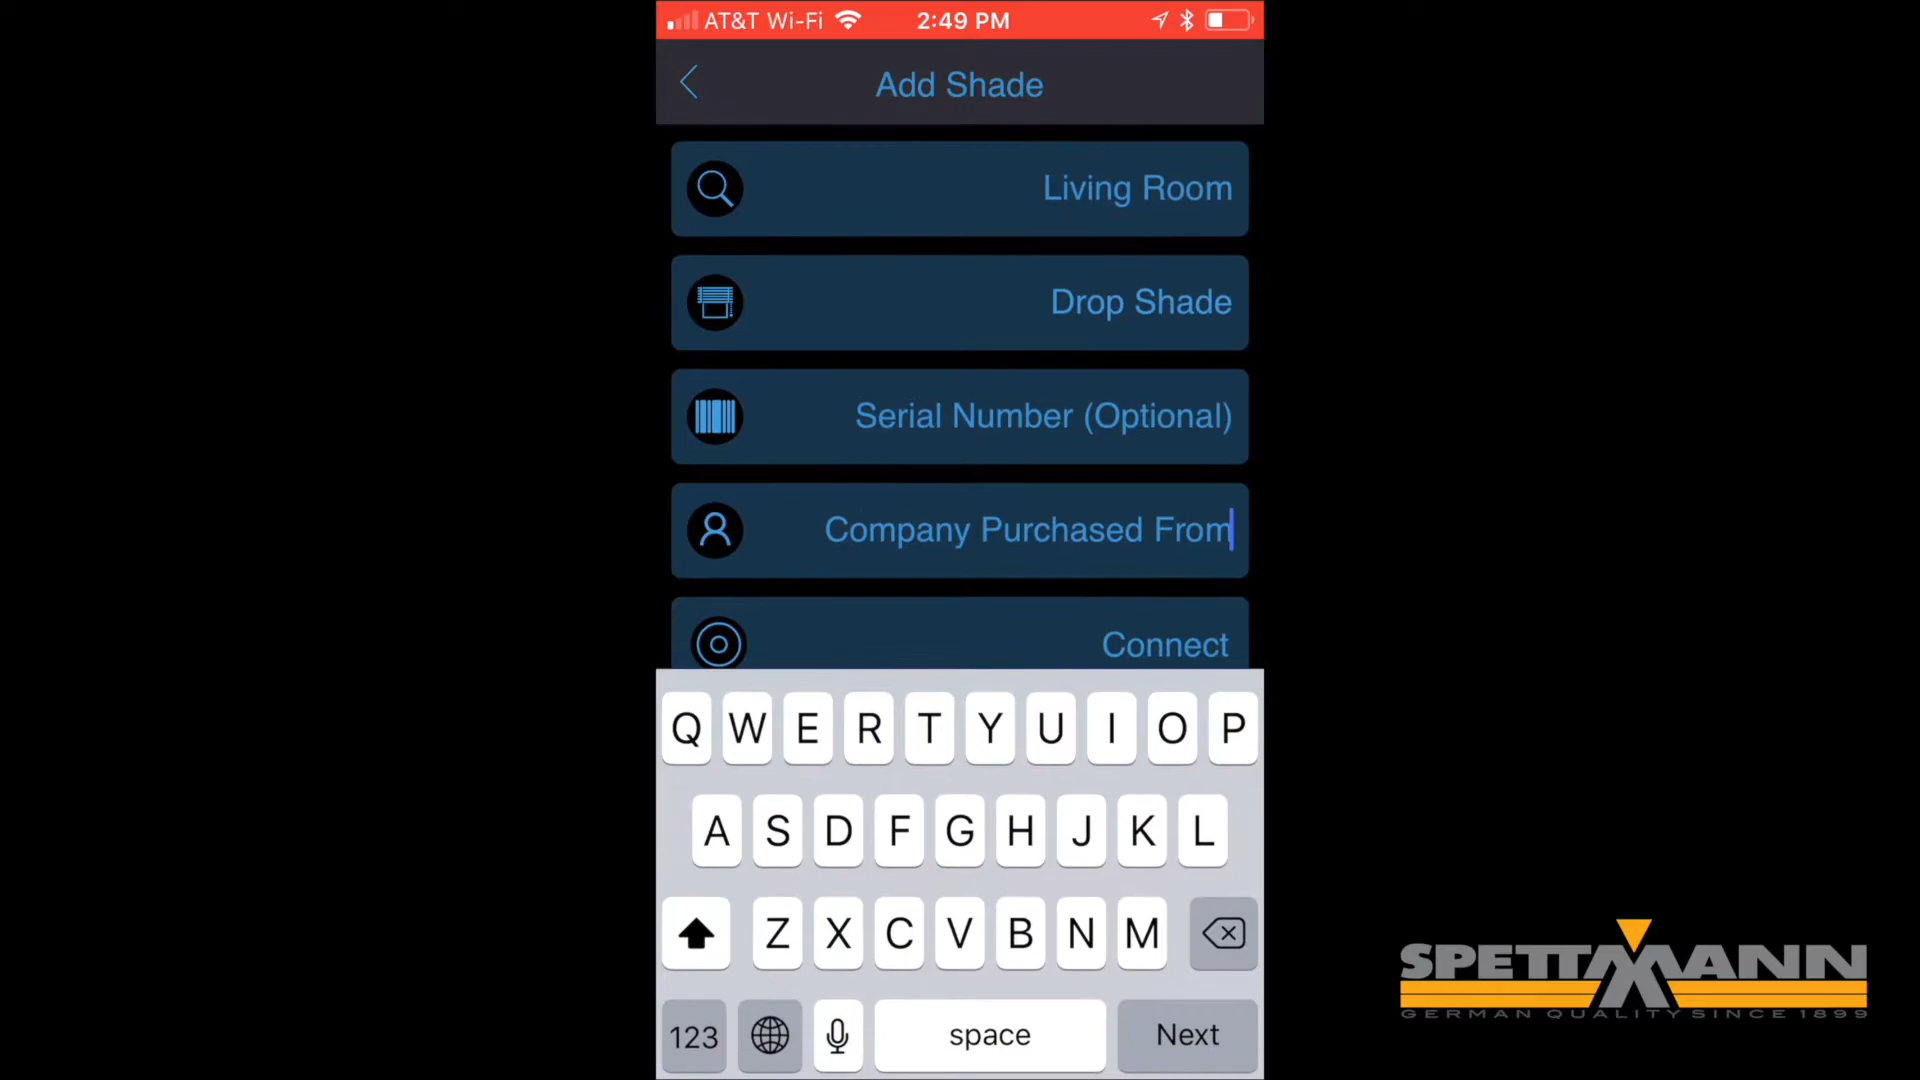 AT&T Wi-Fi 2:49 PM
Add Shade
Living Room
Drop Shade
Serial Number (Optional)
Company Purchased From
Connect
Q W E R T Y U I O P
A S D F G H J K L
Z X C V B N M
123 space Next
SPETTMANN
GERMAN QUALITY SINCE 1899